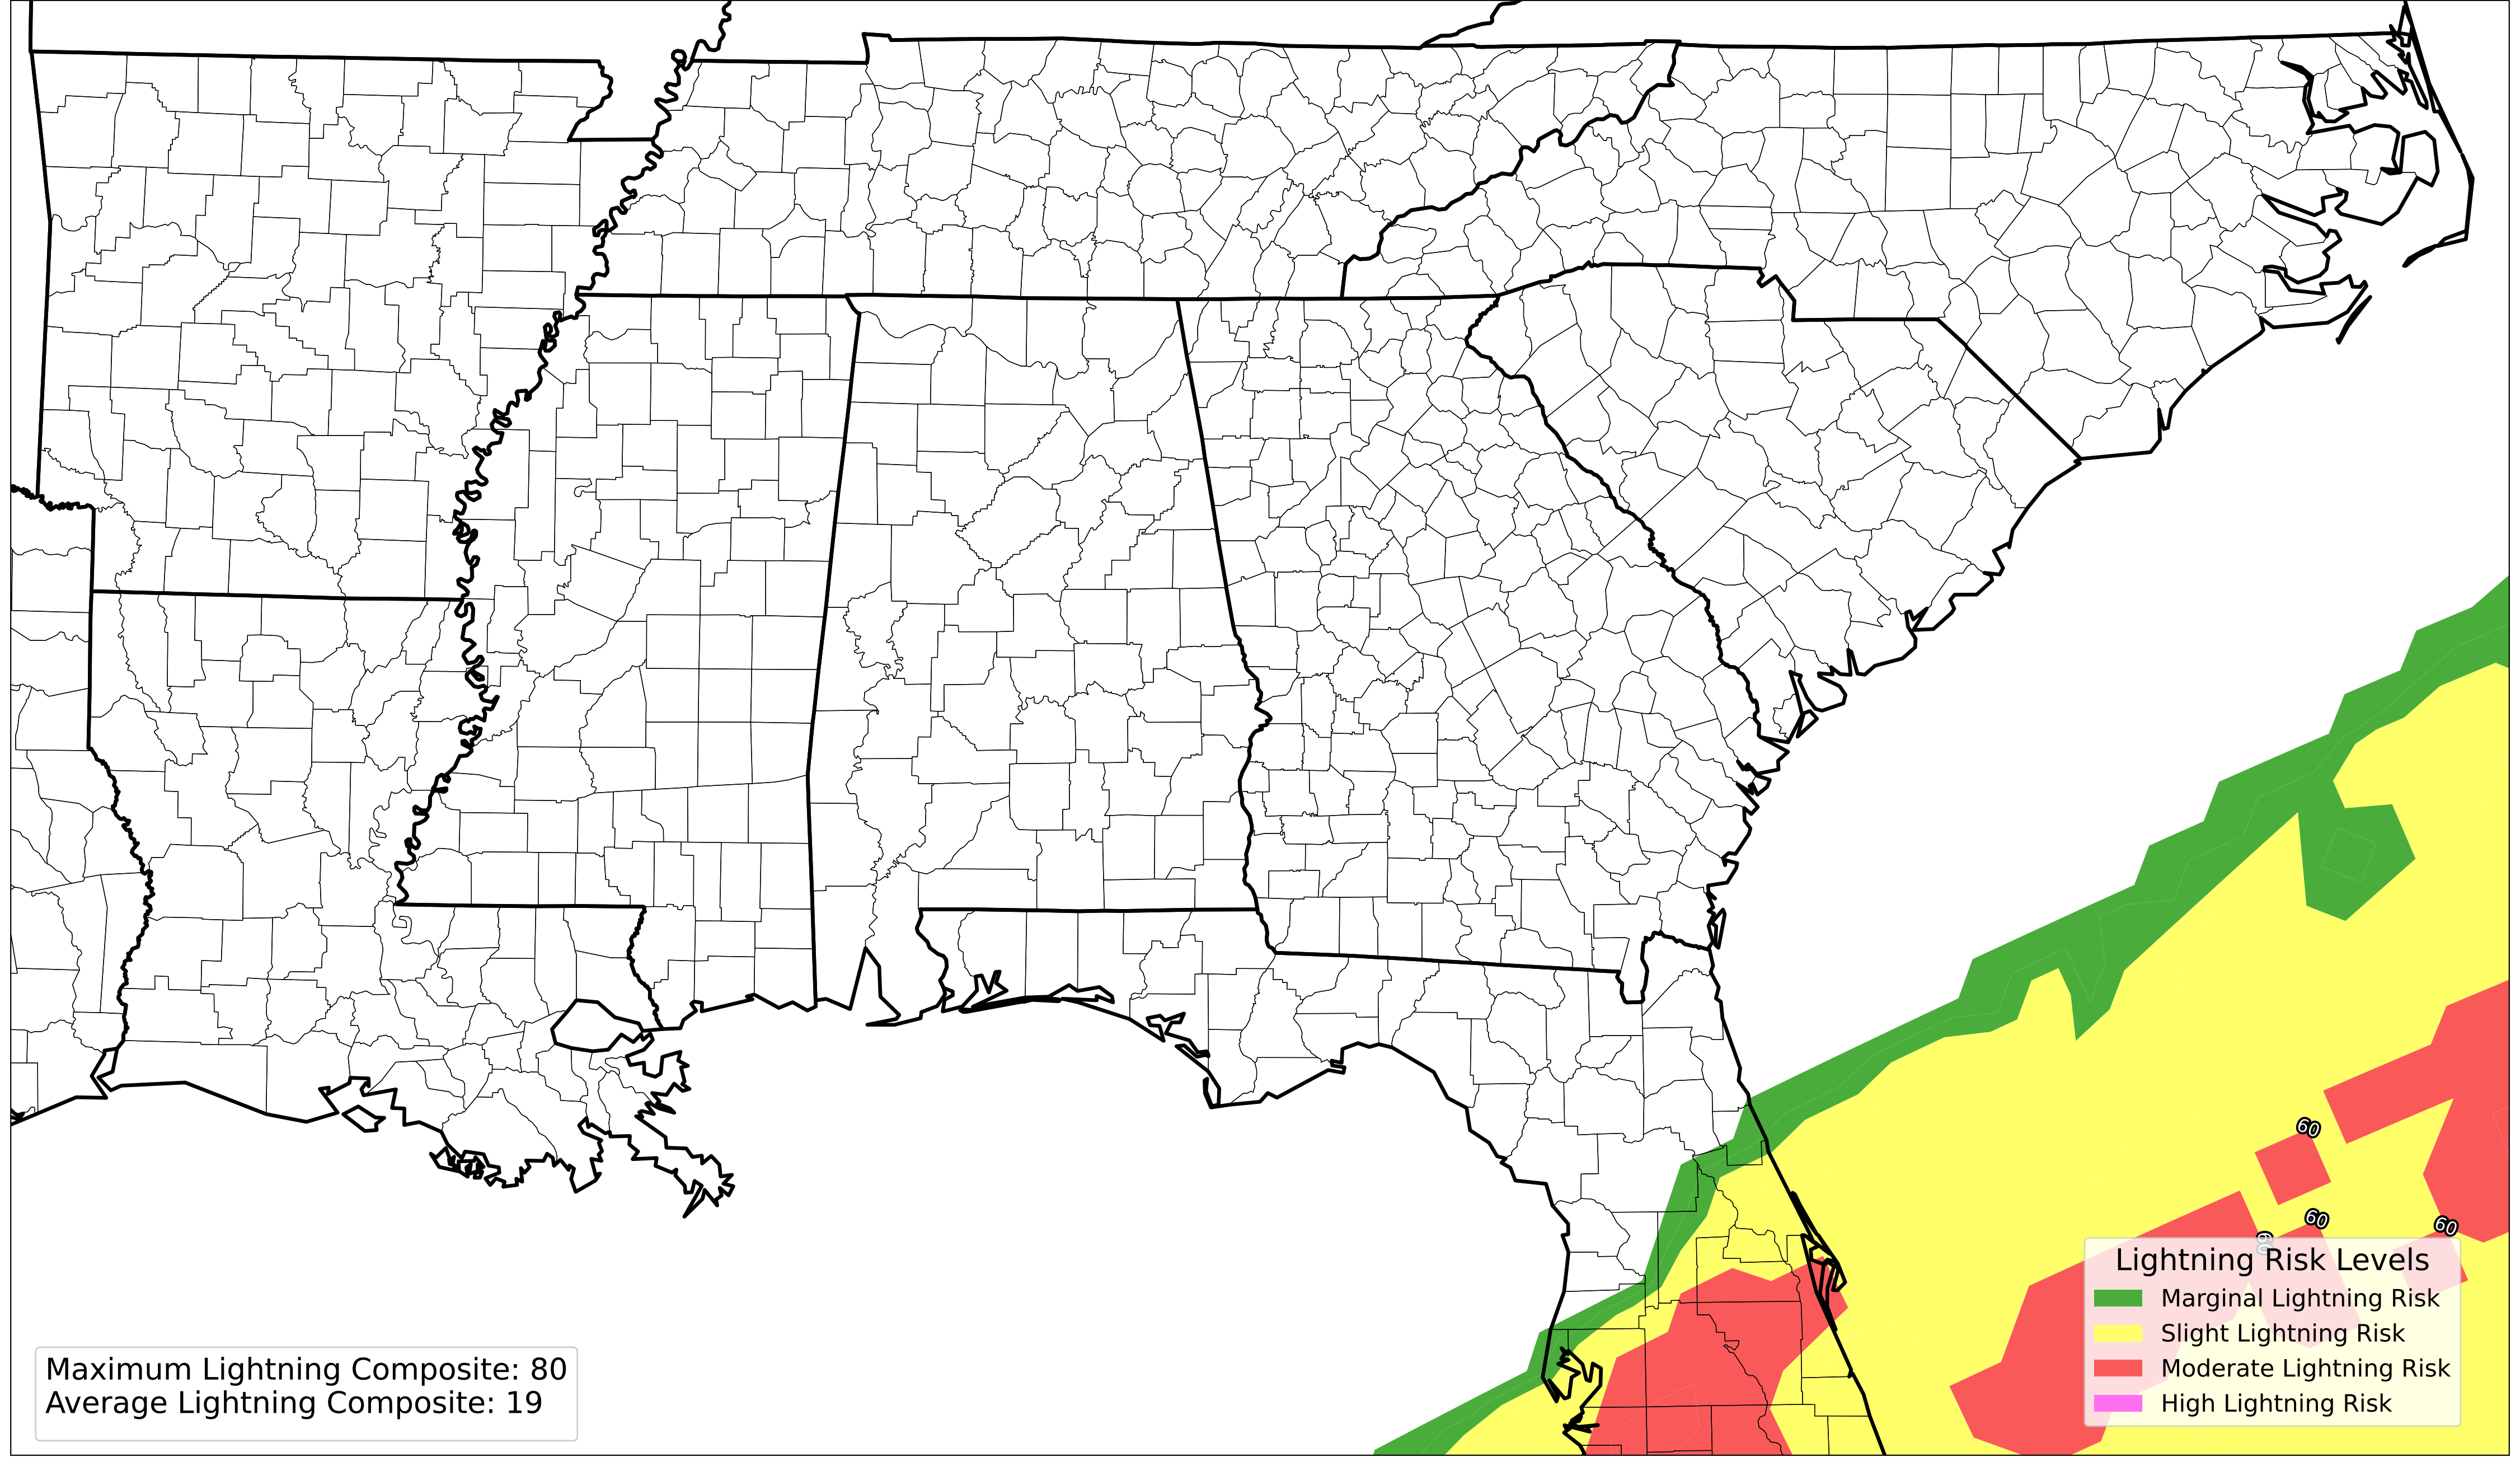 60
60
60
60
Lightning Risk Levels
Marginal Lightning Risk
Slight Lightning Risk
Moderate Lightning Risk
High Lightning Risk
Maximum Lightning Composite: 80
Average Lightning Composite: 19